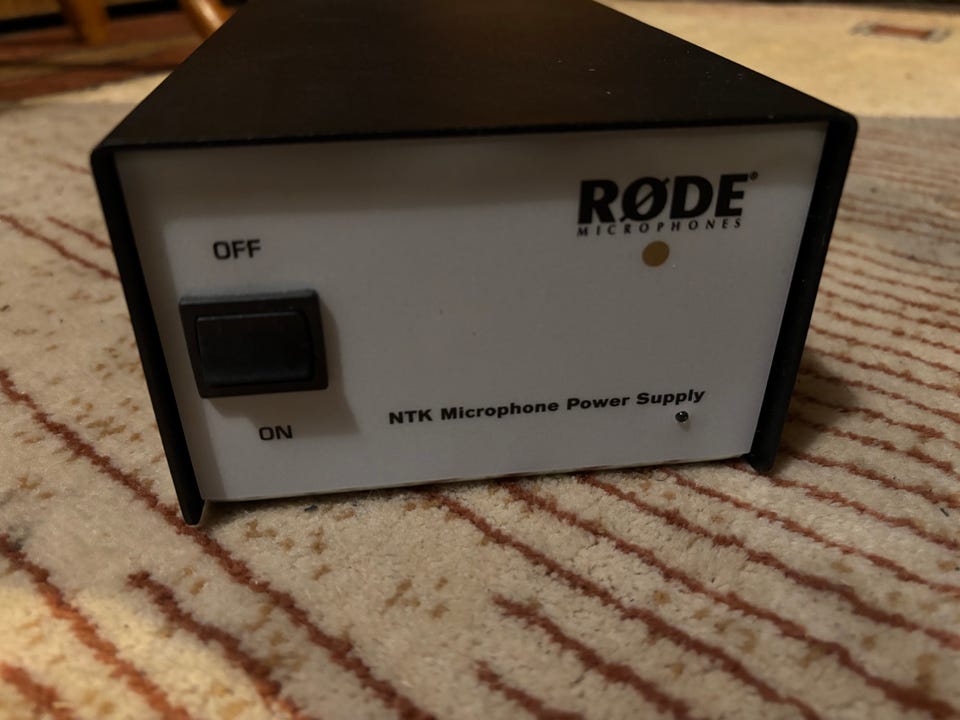 OFF
ON
RØDE®
MICROPHONES
NTK Microphone Power Supply